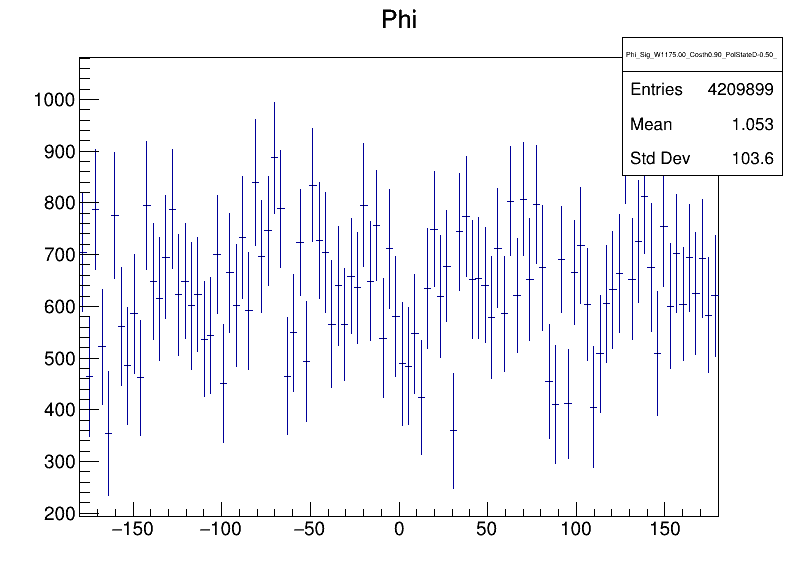 Phi
Phi_Sig_W1175.00_Costh0.90_PolStateD-0.50_
Entries 4209899
Mean 1.053
Std Dev 103.6
1000
900
800
700
600
500
400
300
200
−150 −100 −50 0 50 100 150